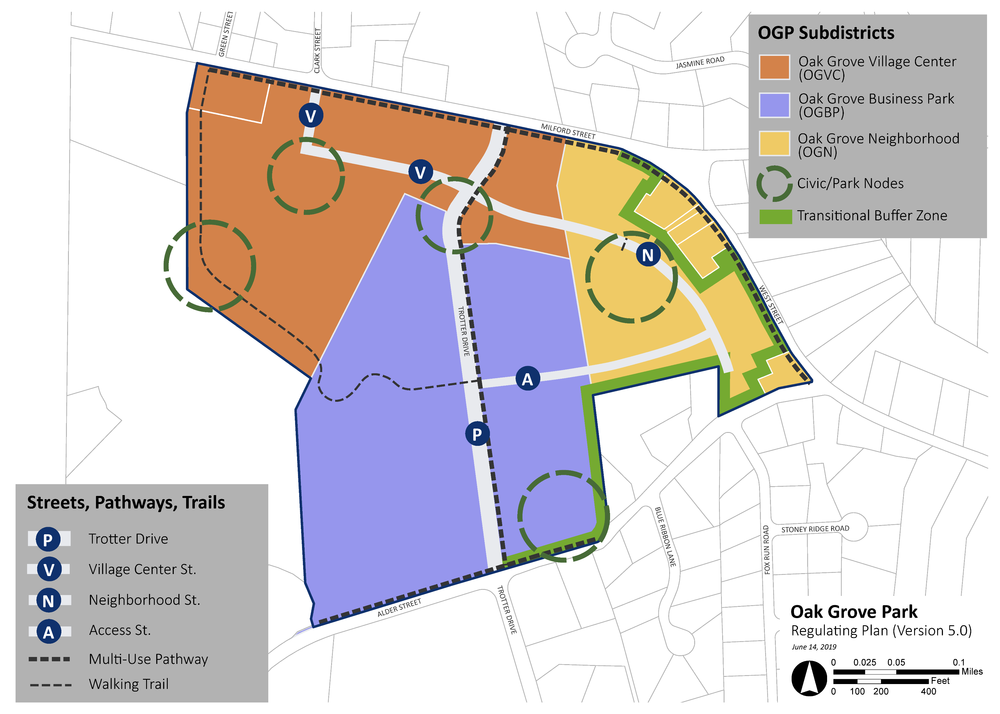 GREEN STREET
CLARK STREET
JASMINE ROAD
MILFORD STREET
WEST STREET
TROTTER DRIVE
V
V
N
A
P
ALDER STREET
TROTTER DRIVE
BLUE RIBBON LANE
FOX RUN ROAD
STONEY RIDGE ROAD
OGP Subdistricts
Oak Grove Village Center
(OGVC)
Oak Grove Business Park
(OGBP)
Oak Grove Neighborhood
(OGN)
Civic/Park Nodes
Transitional Buffer Zone
Streets, Pathways, Trails
P Trotter Drive
V Village Center St.
N Neighborhood St.
A Access St.
Multi-Use Pathway
Walking Trail
Oak Grove Park
Regulating Plan (Version 5.0)
June 14, 2019
0 0.025 0.05 0.1
Miles
Feet
0 100 200 400